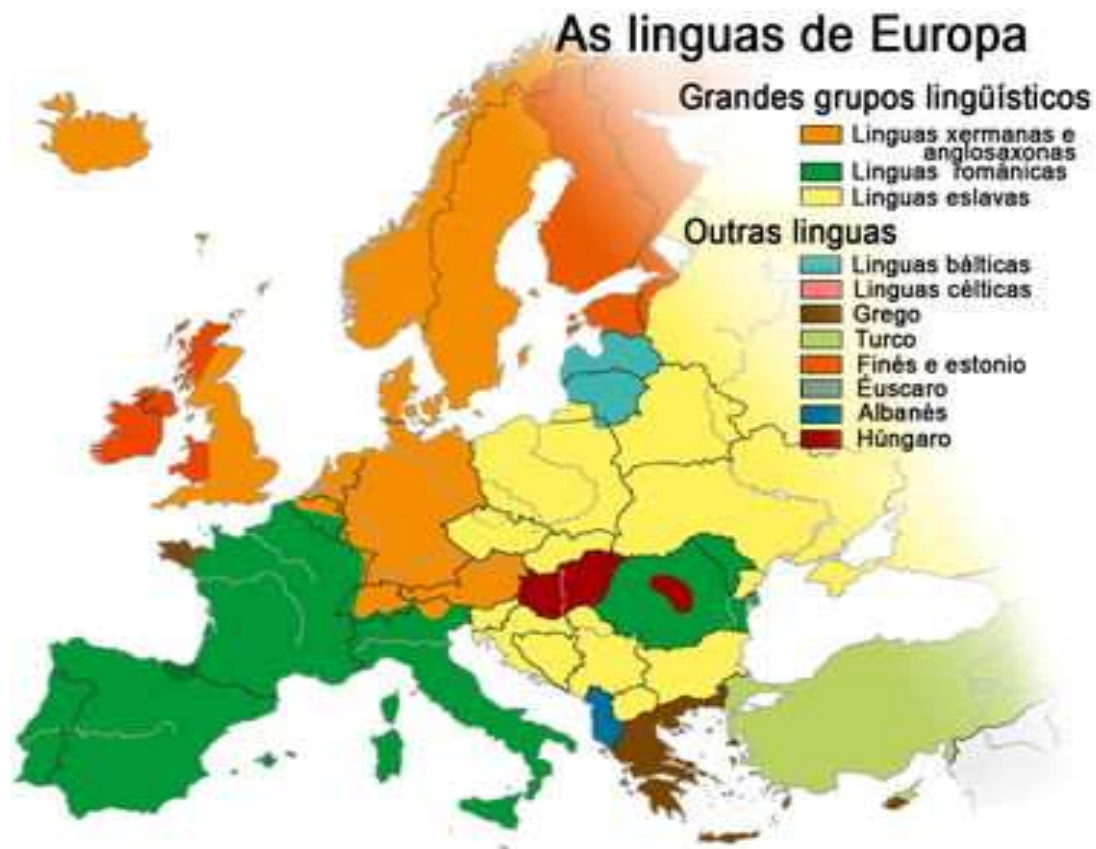 As linguas de Europa
Grandes grupos lingüísticos
Linguas xermanas e
anglosaxonas
Linguas románicas
Linguas eslavas
Outras linguas
Linguas bálticas
Linguas célticas
Grego
Turco
Finés e estonio
Éuscaro
Albanés
Húngaro